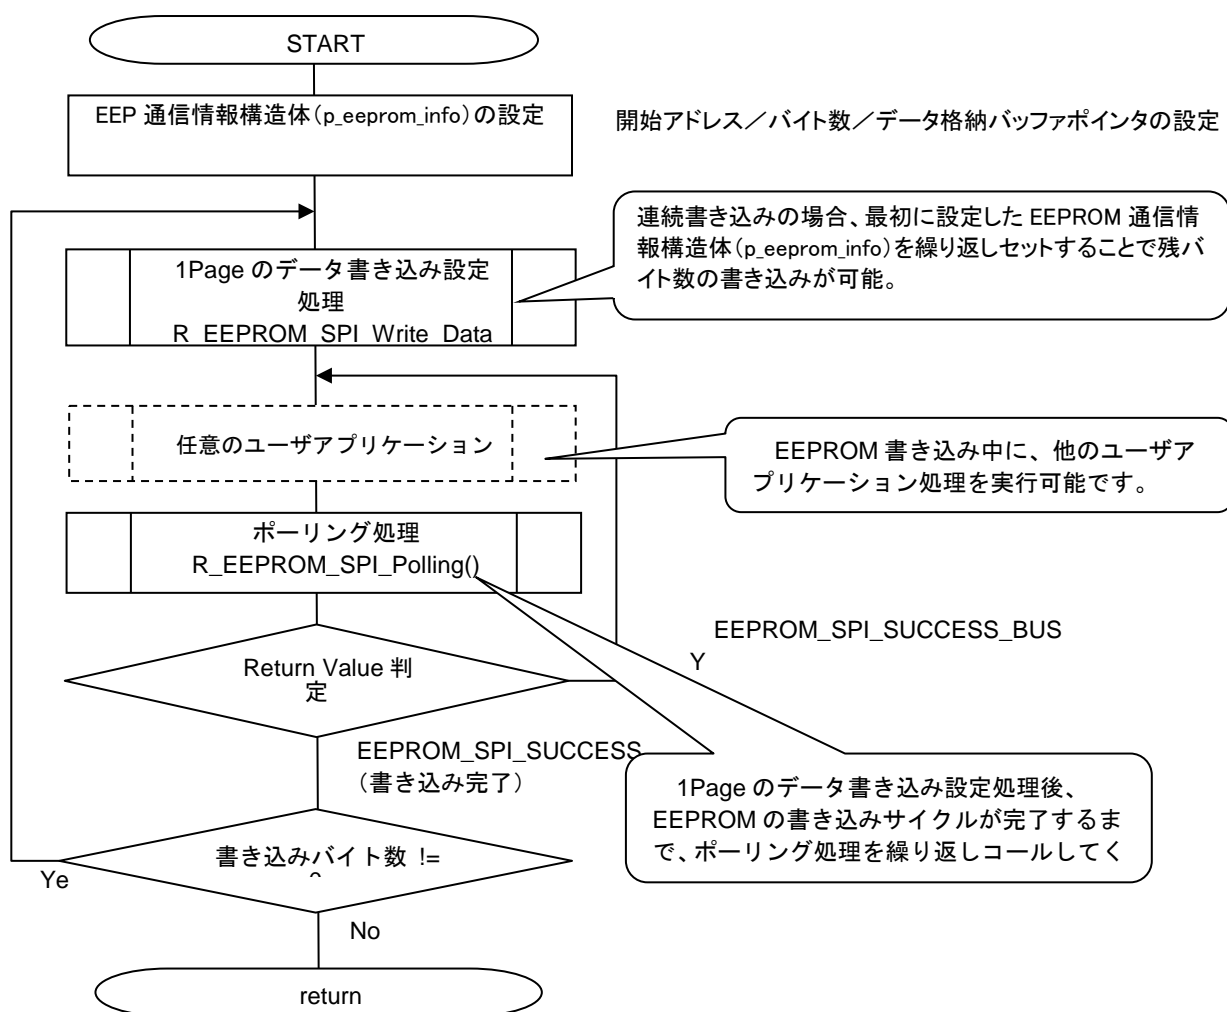 START
EEP 通信情報構造体（p_eeprom_info）の設定
開始アドレス／バイト数／データ格納バッファポインタの設定
連続書き込みの場合、最初に設定した EEPROM 通信情
報構造体（p_eeprom_info）を繰り返しセットすることで残バ
イト数の書き込みが可能。
1Page のデータ書き込み設定
処理
R_EEPROM_SPI_Write_Data
任意のユーザアプリケーション
EEPROM 書き込み中に、他のユーザア
プリケーション処理を実行可能です。
ポーリング処理
R_EEPROM_SPI_Polling()
EEPROM_SPI_SUCCESS_BUS
Y
Return Value 判
定
EEPROM_SPI_SUCCESS
（書き込み完了）
1Page のデータ書き込み設定処理後、
EEPROM の書き込みサイクルが完了するま
で、ポーリング処理を繰り返しコールしてく
書き込みバイト数 !=
Ye
No
return